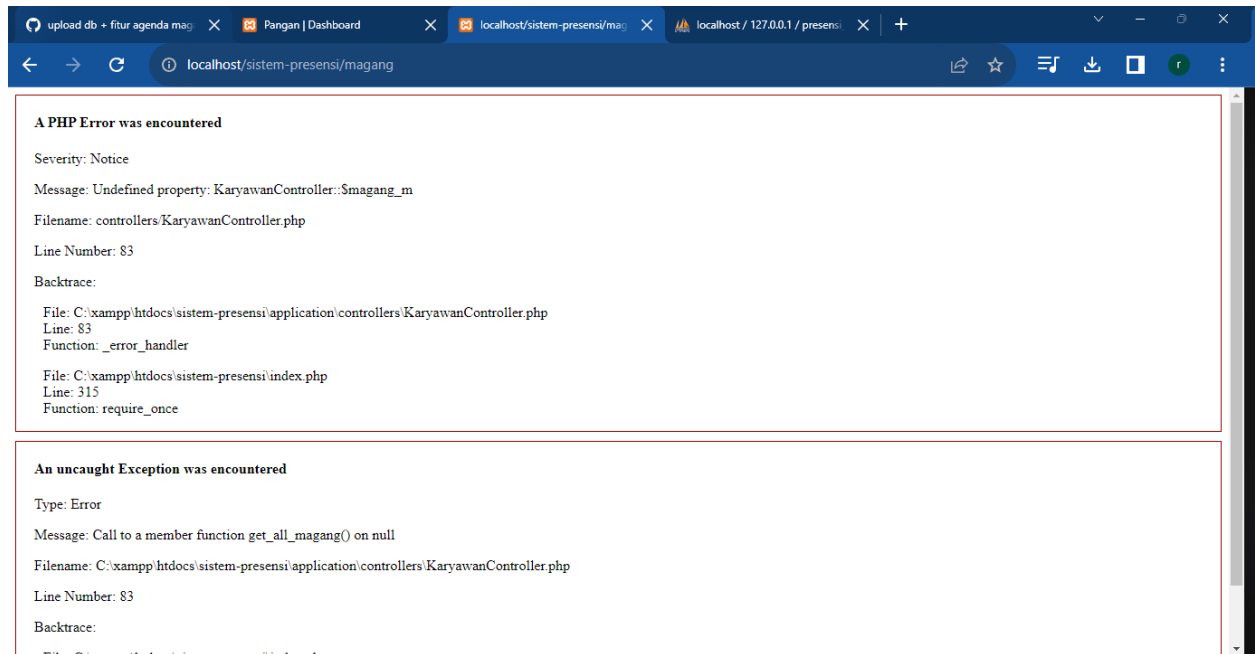 upload db + fitur agenda mag
Pangan | Dashboard
localhost/sistem-presensi/mag
localhost / 127.0.0.1 / presensi
localhost/sistem-presensi/magang
r
A PHP Error was encountered
Severity: Notice
Message: Undefined property: KaryawanController::$magang_m
Filename: controllers/KaryawanController.php
Line Number: 83
Backtrace:
File: C:\xampp\htdocs\sistem-presensi\application\controllers\KaryawanController.php
Line: 83
Function: _error_handler
File: C:\xampp\htdocs\sistem-presensi\index.php
Line: 315
Function: require_once
An uncaught Exception was encountered
Type: Error
Message: Call to a member function get_all_magang() on null
Filename: C:\xampp\htdocs\sistem-presensi\application\controllers\KaryawanController.php
Line Number: 83
Backtrace: